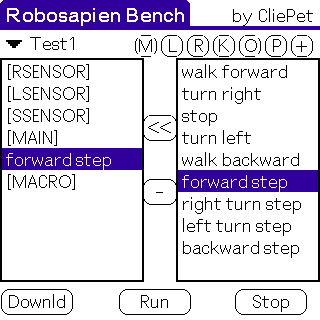 Robosapien Bench by CliePet
Test1 M L R K O P +
[RSENSOR]
[LSENSOR]
[SSENSOR]
[MAIN]
forward step
[MACRO]
<<
-
walk forward
turn right
stop
turn left
walk backward
forward step
right turn step
left turn step
backward step
Downld Run Stop